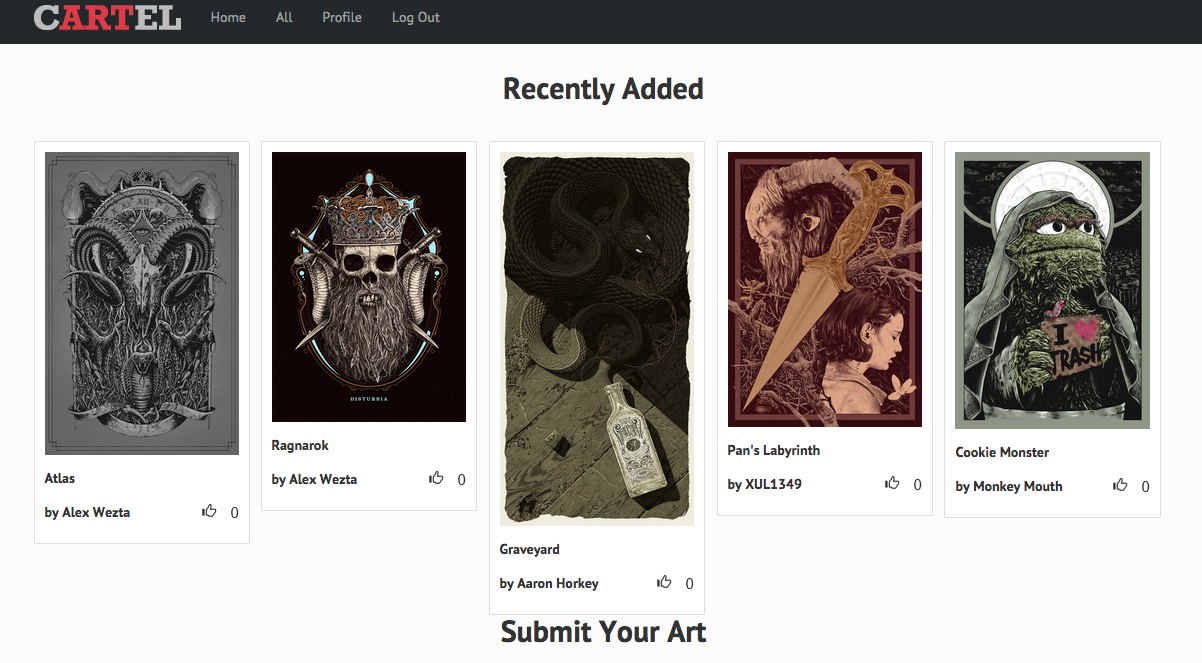 CARTEL Home All Profile Log Out
Recently Added
XII
DISTURBIA
I
TRASH
Atlas
by Alex Wezta 0
Ragnarok
by Alex Wezta 0
Graveyard
by Aaron Horkey 0
Pan's Labyrinth
by XUL1349 0
Cookie Monster
by Monkey Mouth 0
Submit Your Art